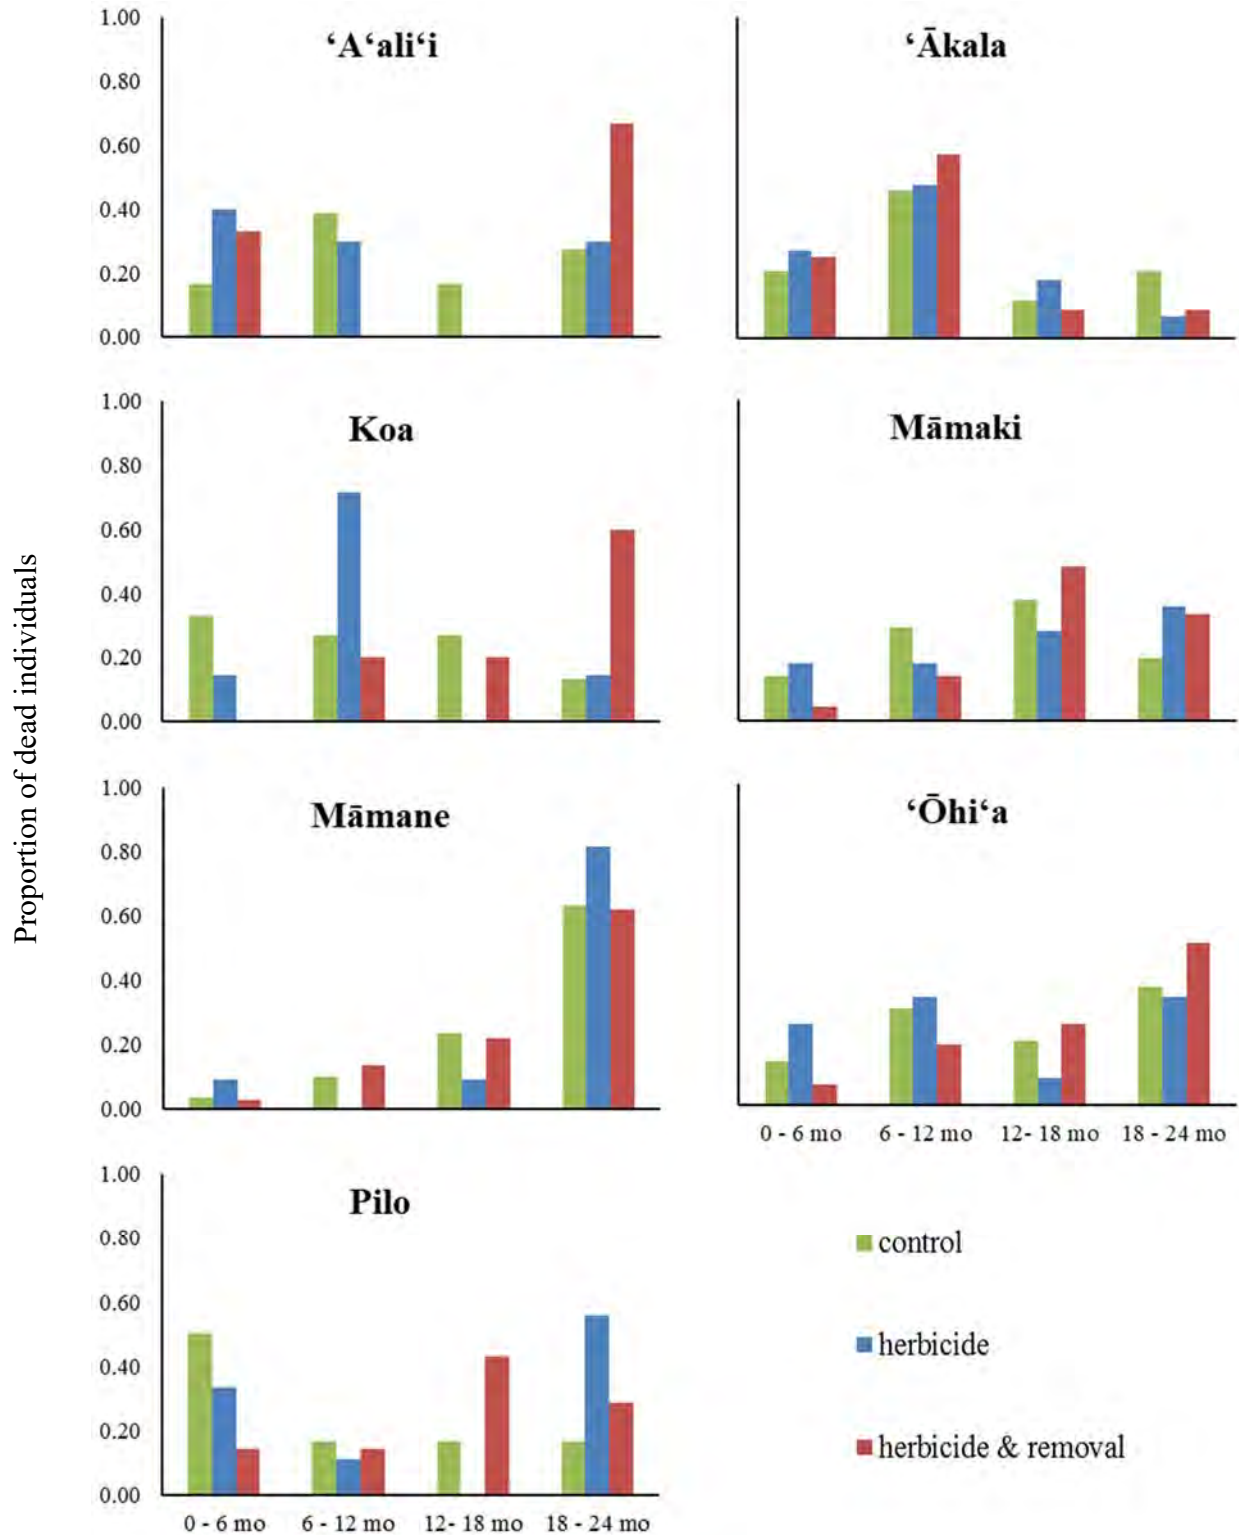 Proportion of dead individuals
ʻAʻaliʻi
1.00
0.80
0.60
0.40
0.20
0.00
ʻĀkala
Koa
1.00
0.80
0.60
0.40
0.20
0.00
Māmaki
Māmane
1.00
0.80
0.60
0.40
0.20
0.00
ʻŌhiʻa
0 - 6 mo 6 - 12 mo 12- 18 mo 18 - 24 mo
Pilo
1.00
0.80
0.60
0.40
0.20
0.00
0 - 6 mo 6 - 12 mo 12- 18 mo 18 - 24 mo
control
herbicide
herbicide & removal